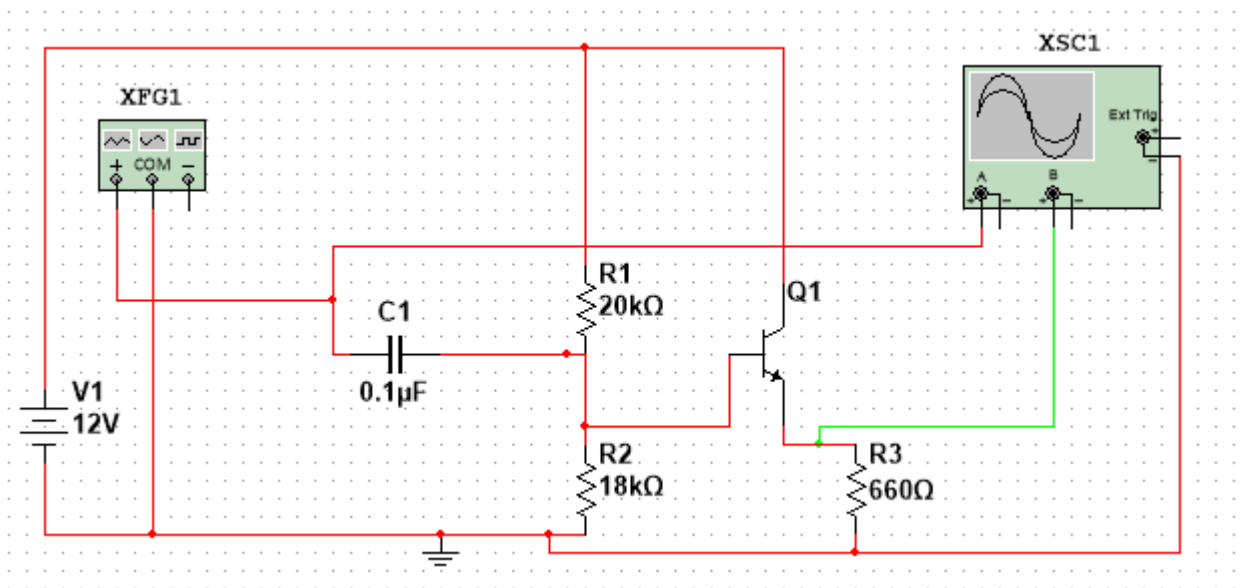 XSC1
XFG1
Ext Trig
+
−
+ COM −
A B
+ − + −
R1
20kΩ
Q1
C1
0.1µF
V1
12V
R2
18kΩ
R3
660Ω